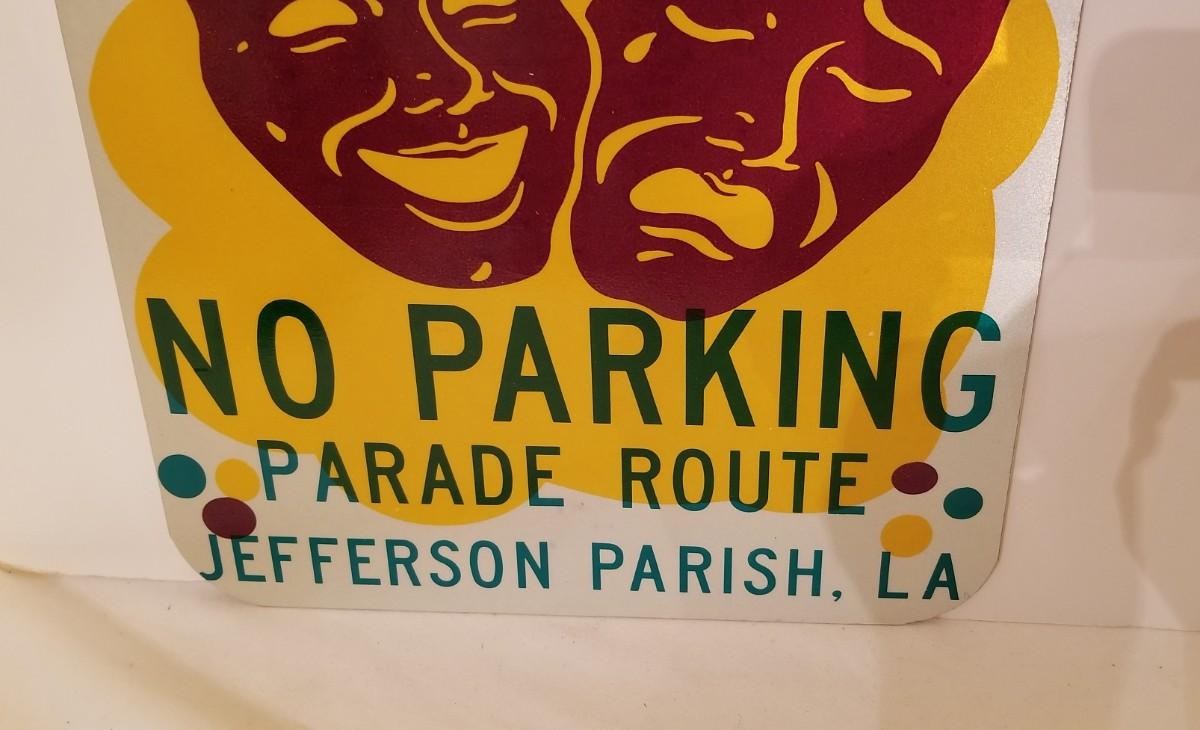 NO PARKING
PARADE ROUTE
JEFFERSON PARISH, LA